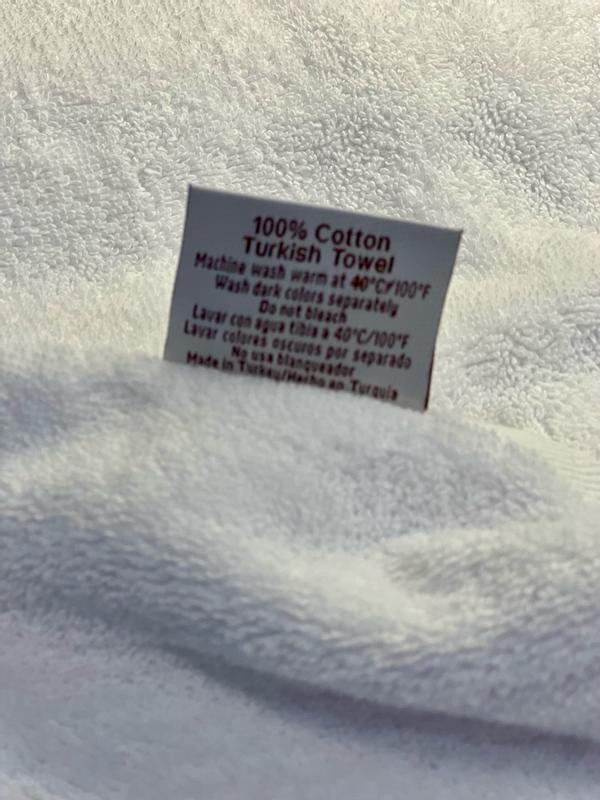 100% Cotton
Turkish Towel
Machine wash warm at 40°C/100°F
Wash dark colors separately
Do not bleach
Lavar con agua tibia a 40°C/100°F
Lavar colores oscuros por separado
No usa blanqueador
Made in Turkey/Hecho en Turquia